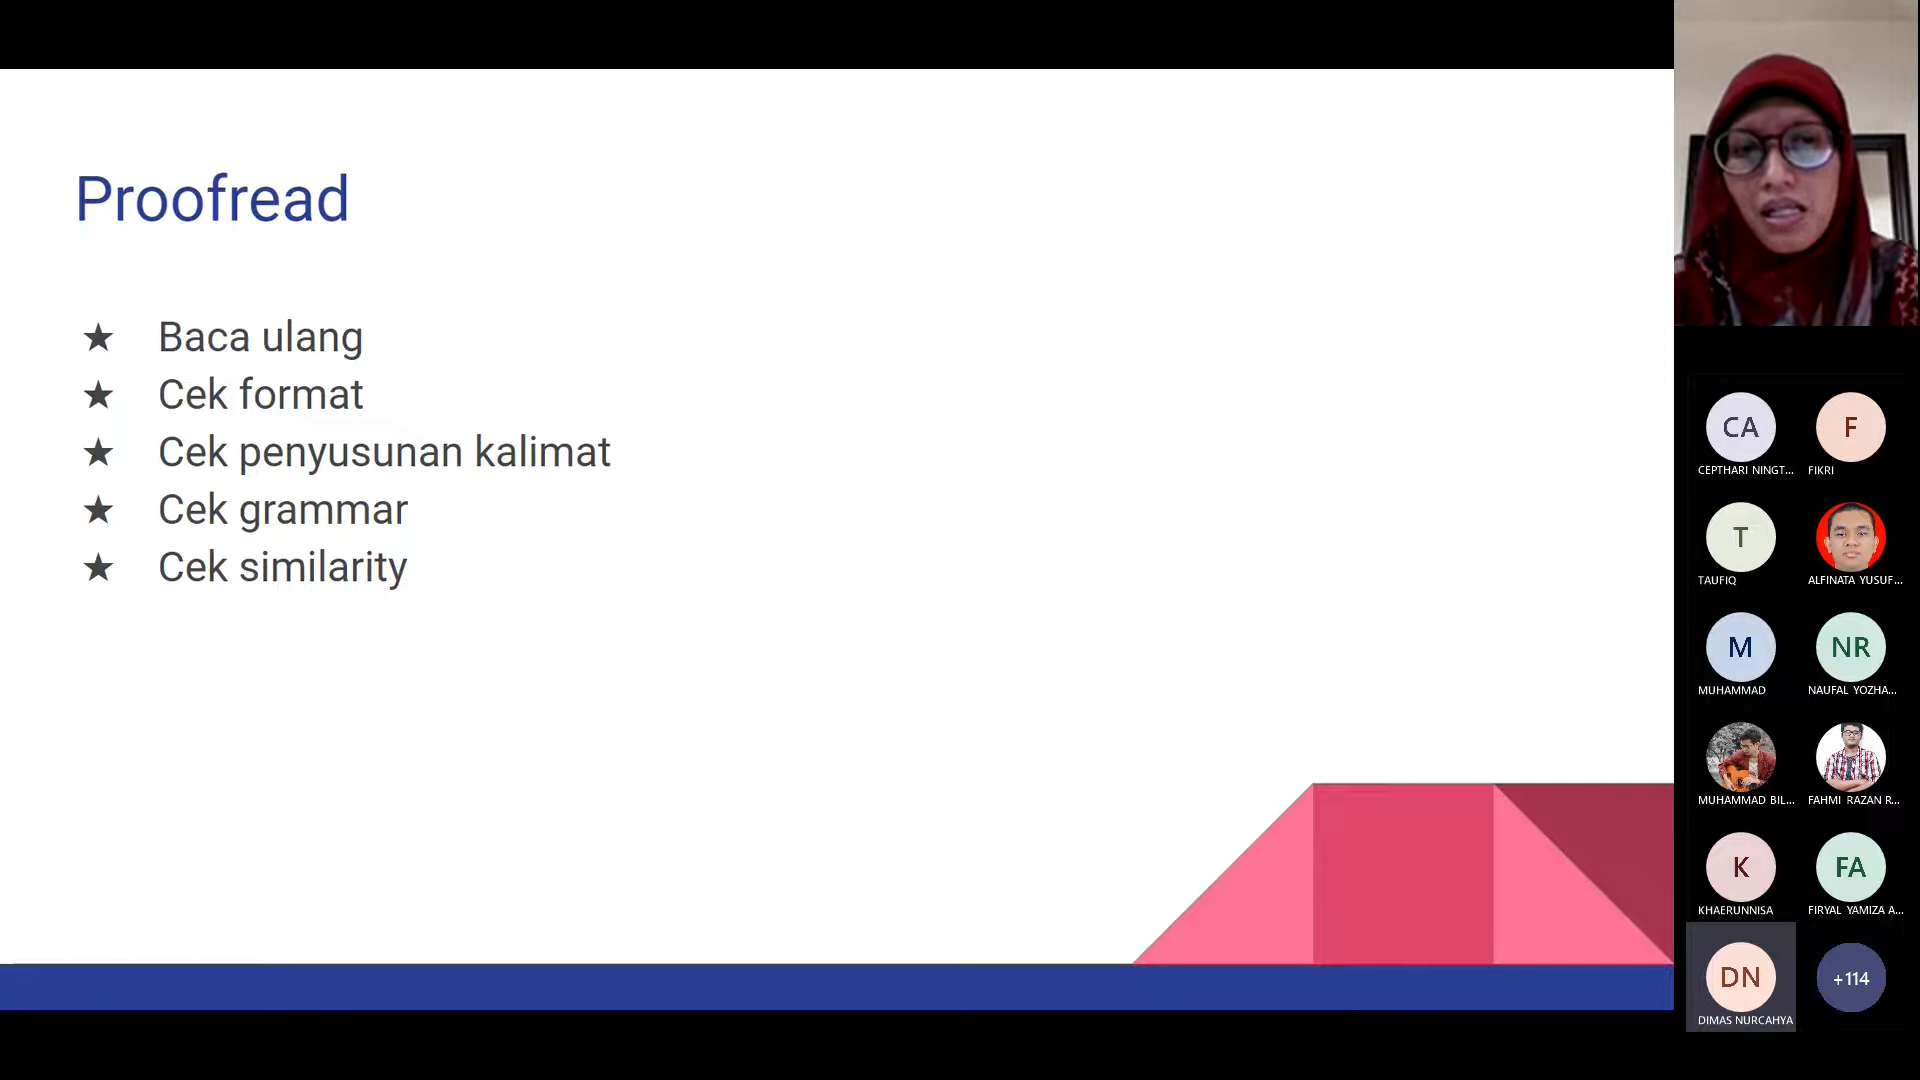 Proofread
★ Baca ulang
★ Cek format
★ Cek penyusunan kalimat
★ Cek grammar
★ Cek similarity
CA F
CEPTHARI NINGT... FIKRI
T
TAUFIQ ALFINATA YUSUF...
M NR
MUHAMMAD NAUFAL YOZHA...
MUHAMMAD BIL... FAHMI RAZAN R...
K FA
KHAERUNNISA FIRYAL YAMIZA A...
DN +114
DIMAS NURCAHYA